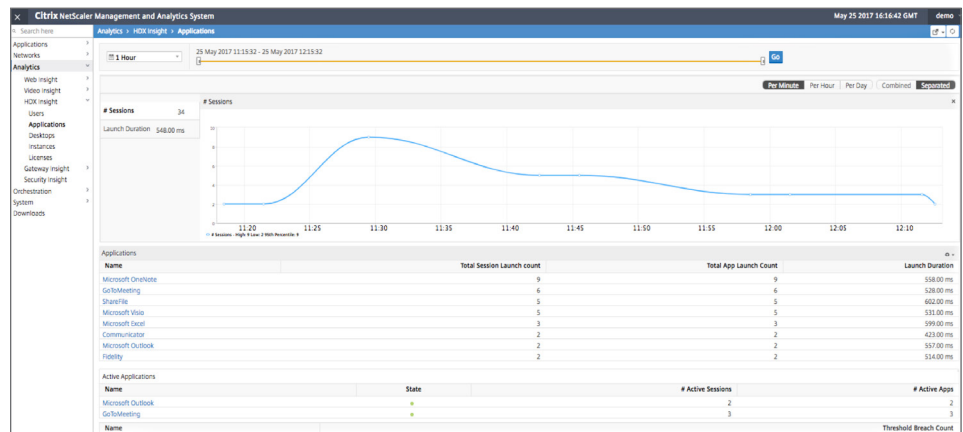 Citrix NetScaler Management and Analytics System
May 25 2017 16:16:42 GMT demo
Search here
Analytics > HDX Insight > Applications
Applications
Networks
Analytics
Web Insight
Video Insight
HDX Insight
Users
Applications
Desktops
Instances
Licenses
Gateway Insight
Security Insight
Orchestration
System
Downloads
1 Hour
25 May 2017 11:15:32 - 25 May 2017 12:15:32
Go
Per Minute Per Hour Per Day Combined Separated
# Sessions 34
Launch Duration 548.00 ms
# Sessions
10
8
6
4
2
0
11:20 11:25 11:30 11:35 11:40 11:45 11:50 11:55 12:00 12:05 12:10
# Sessions - High: 9 Low: 2 95th Percentile: 9
Applications
Name Total Session Launch count Total App Launch Count Launch Duration
Microsoft OneNote 9 9 558.00 ms
GoToMeeting 6 6 528.00 ms
ShareFile 5 5 602.00 ms
Microsoft Visio 5 5 531.00 ms
Microsoft Excel 3 3 599.00 ms
Communicator 2 2 423.00 ms
Microsoft Outlook 2 2 557.00 ms
Fidelity 2 2 514.00 ms
Active Applications
Name State # Active Sessions # Active Apps
Microsoft Outlook 2 2
GoToMeeting 3 3
Name Threshold Breach Count